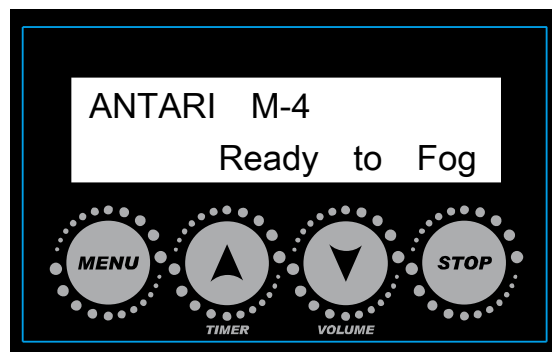 ANTARI M-4
Ready to Fog
MENU
STOP
TIMER
VOLUME